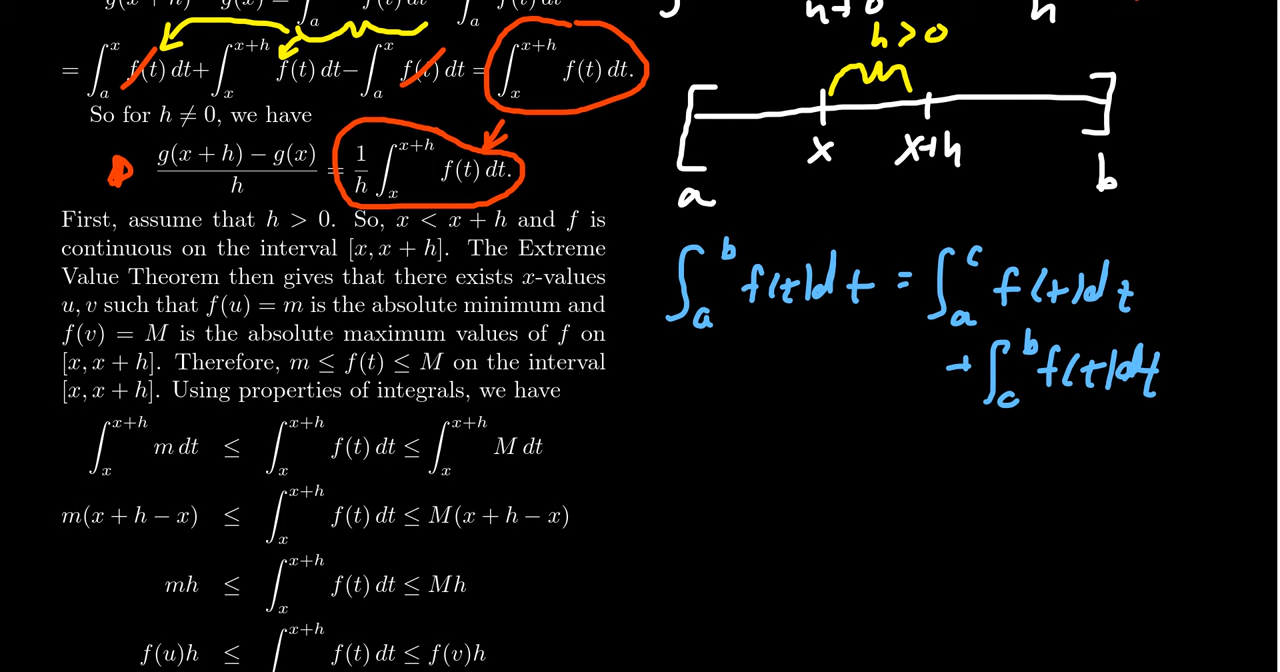 = ∫_a^x f(t) dt + ∫_x^{x+h} f(t) dt − ∫_a^x f(t) dt = ∫_x^{x+h} f(t) dt.
So for h ≠ 0, we have
(g(x + h) − g(x))/h = 1/h ∫_x^{x+h} f(t) dt.
First, assume that h > 0. So, x < x + h and f is
continuous on the interval [x, x + h]. The Extreme
Value Theorem then gives that there exists x-values
u, v such that f(u) = m is the absolute minimum and
f(v) = M is the absolute maximum values of f on
[x, x + h]. Therefore, m ≤ f(t) ≤ M on the interval
[x, x + h]. Using properties of integrals, we have
∫_x^{x+h} m dt ≤ ∫_x^{x+h} f(t) dt ≤ ∫_x^{x+h} M dt
m(x + h − x) ≤ ∫_x^{x+h} f(t) dt ≤ M(x + h − x)
mh ≤ ∫_x^{x+h} f(t) dt ≤ Mh
f(u)h ≤ ∫_x^{x+h} f(t) dt ≤ f(v)h
h
h > 0
x x+h
a b
∫_a^b f(t)dt = ∫_a^c f(t)dt
+ ∫_c^b f(t)dt